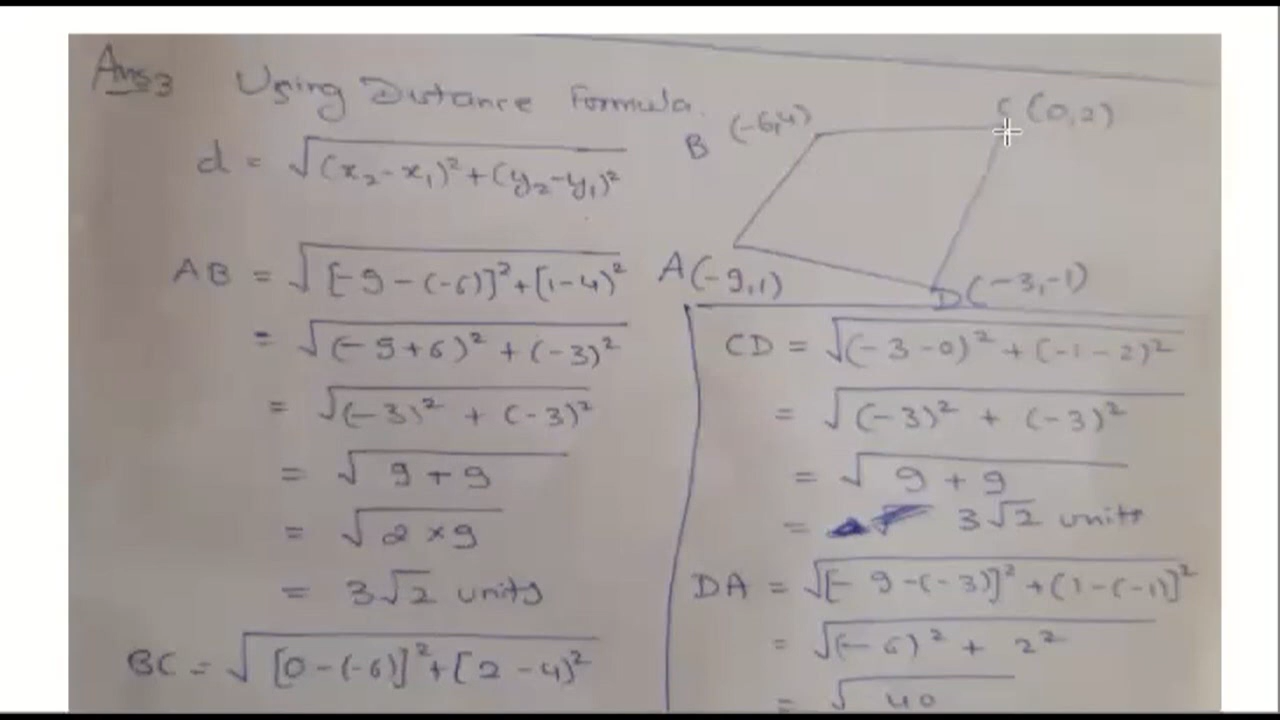 Ans3 Using Distance Formula.
d = √(x₂-x₁)²+(y₂-y₁)²
B (-6,4)
C (0,2)
A(-9,1)
D(-3,-1)
AB = √[-9-(-6)]²+[1-4)²
= √(-9+6)² + (-3)²
= √(-3)² + (-3)²
= √9+9
= √2×9
= 3√2 units
BC = √[0-(-6)]²+[2-4)²
CD = √(-3-0)² + (-1-2)²
= √(-3)² + (-3)²
= √9+9
= 3√2 units
DA = √[-9-(-3)]² + (1-(-1)]²
= √(-6)² + 2²
= √40